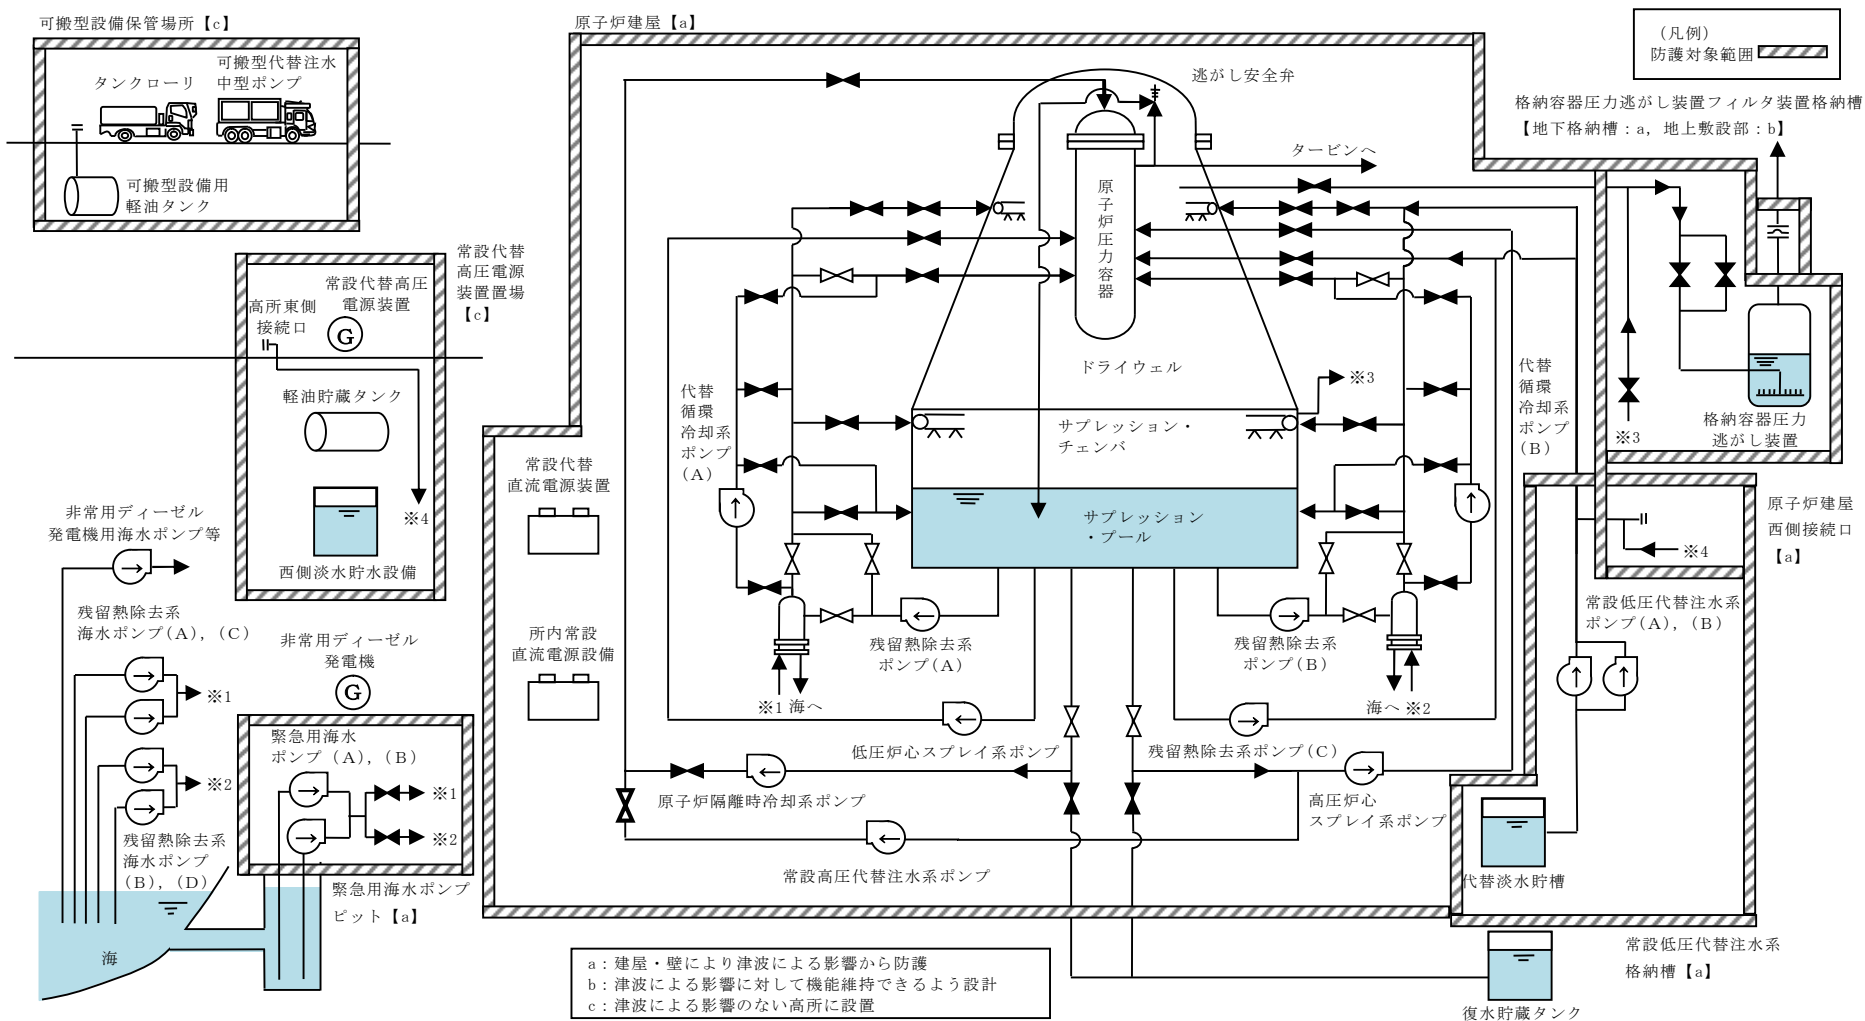 可搬型設備保管場所【c】
タンクローリ
可搬型代替注水
中型ポンプ
可搬型設備用
軽油タンク
原子炉建屋【a】
(凡例)
防護対象範囲
格納容器圧力逃がし装置フィルタ装置格納槽
【地下格納槽：a，地上敷設部：b】
逃がし安全弁
タービンへ
原子炉圧力容器
ドライウェル
サプレッション・
チェンバ
サプレッション
・プール
※3
常設代替
高圧電源
装置置場
【c】
常設代替高圧
電源装置
G
高所東側
接続口
軽油貯蔵タンク
※4
西側淡水貯水設備
代替
循環
冷却系
ポンプ
(A)
代替
循環
冷却系
ポンプ
(B)
格納容器圧力
逃がし装置
※3
常設代替
直流電源装置
所内常設
直流電源設備
非常用ディーゼル
発電機用海水ポンプ等
残留熱除去系
海水ポンプ(A)，(C)
※1
※2
残留熱除去系
海水ポンプ
(B)，(D)
海
非常用ディーゼル
発電機
G
緊急用海水
ポンプ(A)，(B)
※1
※2
緊急用海水ポンプ
ピット【a】
残留熱除去系
ポンプ(A)
残留熱除去系
ポンプ(B)
※1 海へ
海へ ※2
低圧炉心スプレイ系ポンプ
残留熱除去系ポンプ(C)
原子炉隔離時冷却系ポンプ
高圧炉心
スプレイ系ポンプ
常設高圧代替注水系ポンプ
原子炉建屋
西側接続口
【a】
※4
常設低圧代替注水系
ポンプ(A)，(B)
代替淡水貯槽
常設低圧代替注水系
格納槽【a】
復水貯蔵タンク
a：建屋・壁により津波による影響から防護
b：津波による影響に対して機能維持できるよう設計
c：津波による影響のない高所に設置